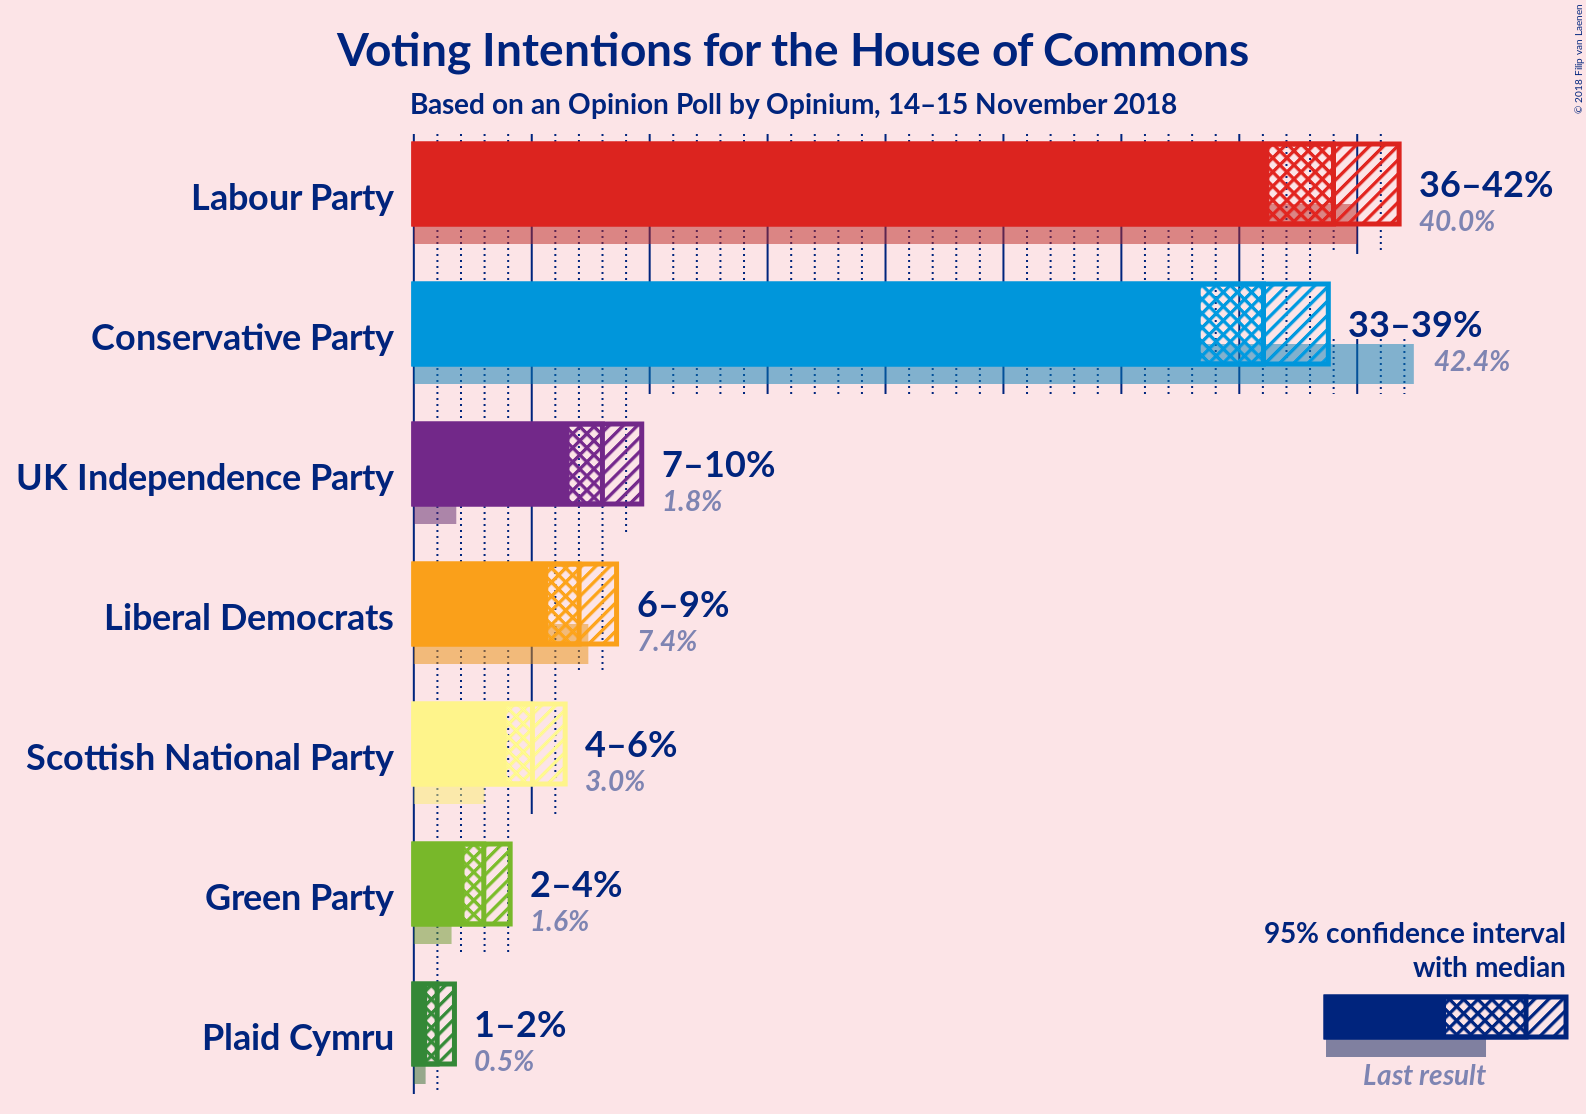 Voting Intentions for the House of Commons
Based on an Opinion Poll by Opinium, 14–15 November 2018
© 2018 Filip van Laenen
Labour Party
36–42%
40.0%
Conservative Party
33–39%
42.4%
UK Independence Party
7–10%
1.8%
Liberal Democrats
6–9%
7.4%
Scottish National Party
4–6%
3.0%
Green Party
2–4%
1.6%
Plaid Cymru
1–2%
0.5%
95% confidence interval
with median
Last result